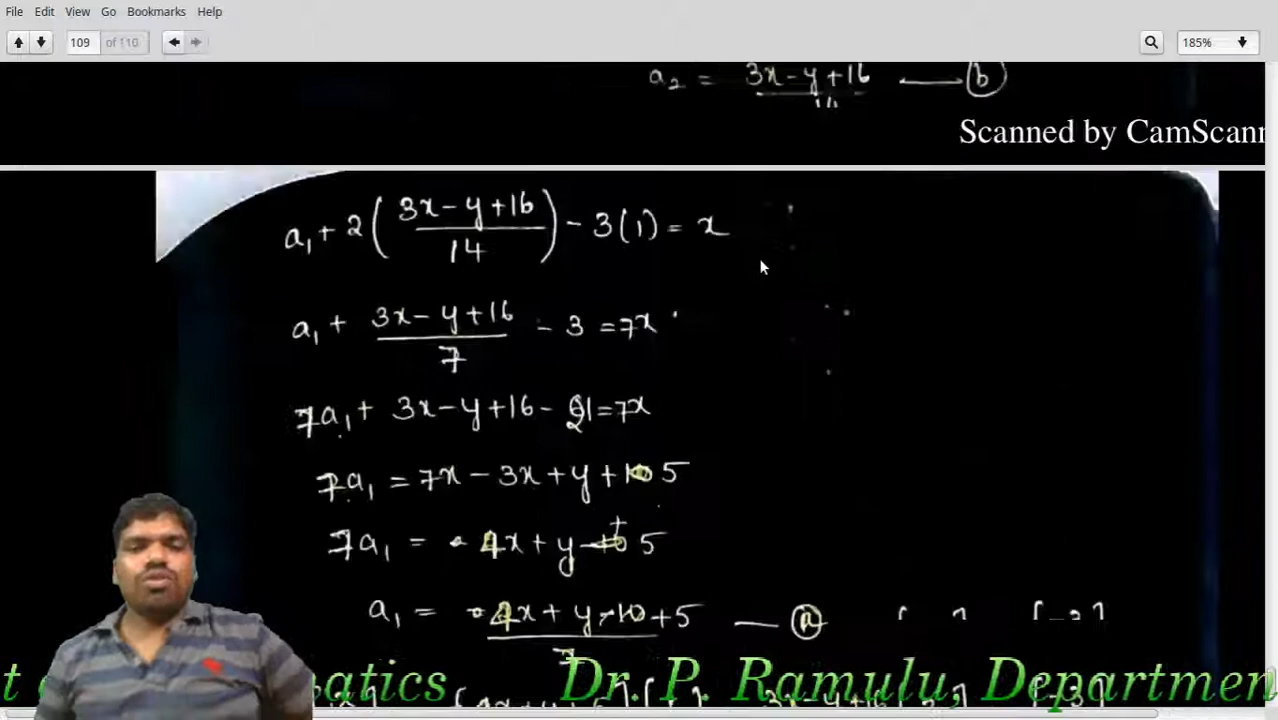 File Edit View Go Bookmarks Help
109 of 110 185%
a₂ = (3x-y+16)/14 —— (b)
Scanned by CamScann
a₁ + 2((3x-y+16)/14) - 3(1) = x
a₁ + (3x-y+16)/7 - 3 = 7x
7a₁ + 3x-y+16 - 21 = 7x
7a₁ = 7x - 3x + y + 5
7a₁ = 4x + y + 5
a₁ = (4x + y + 5)/7 — (a)
t Dr. P. Ramulu, Departmen